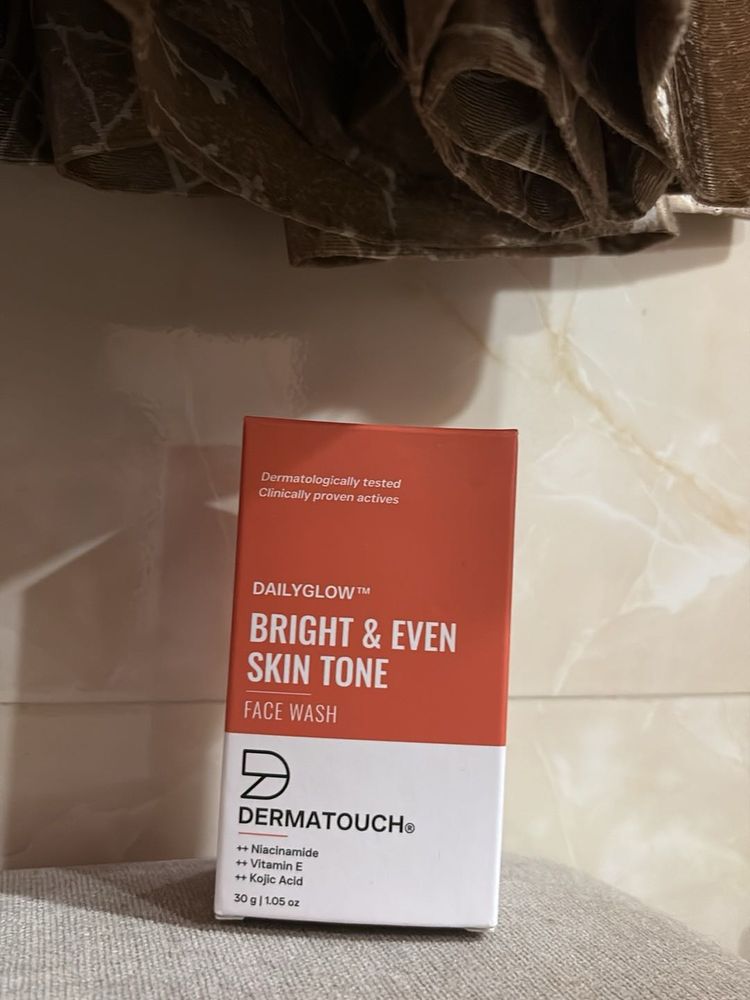 Dermatologically tested
Clinically proven actives
DAILYGLOW™
BRIGHT & EVEN
SKIN TONE
FACE WASH
DERMATOUCH®
++ Niacinamide
++ Vitamin E
++ Kojic Acid
30 g | 1.05 oz